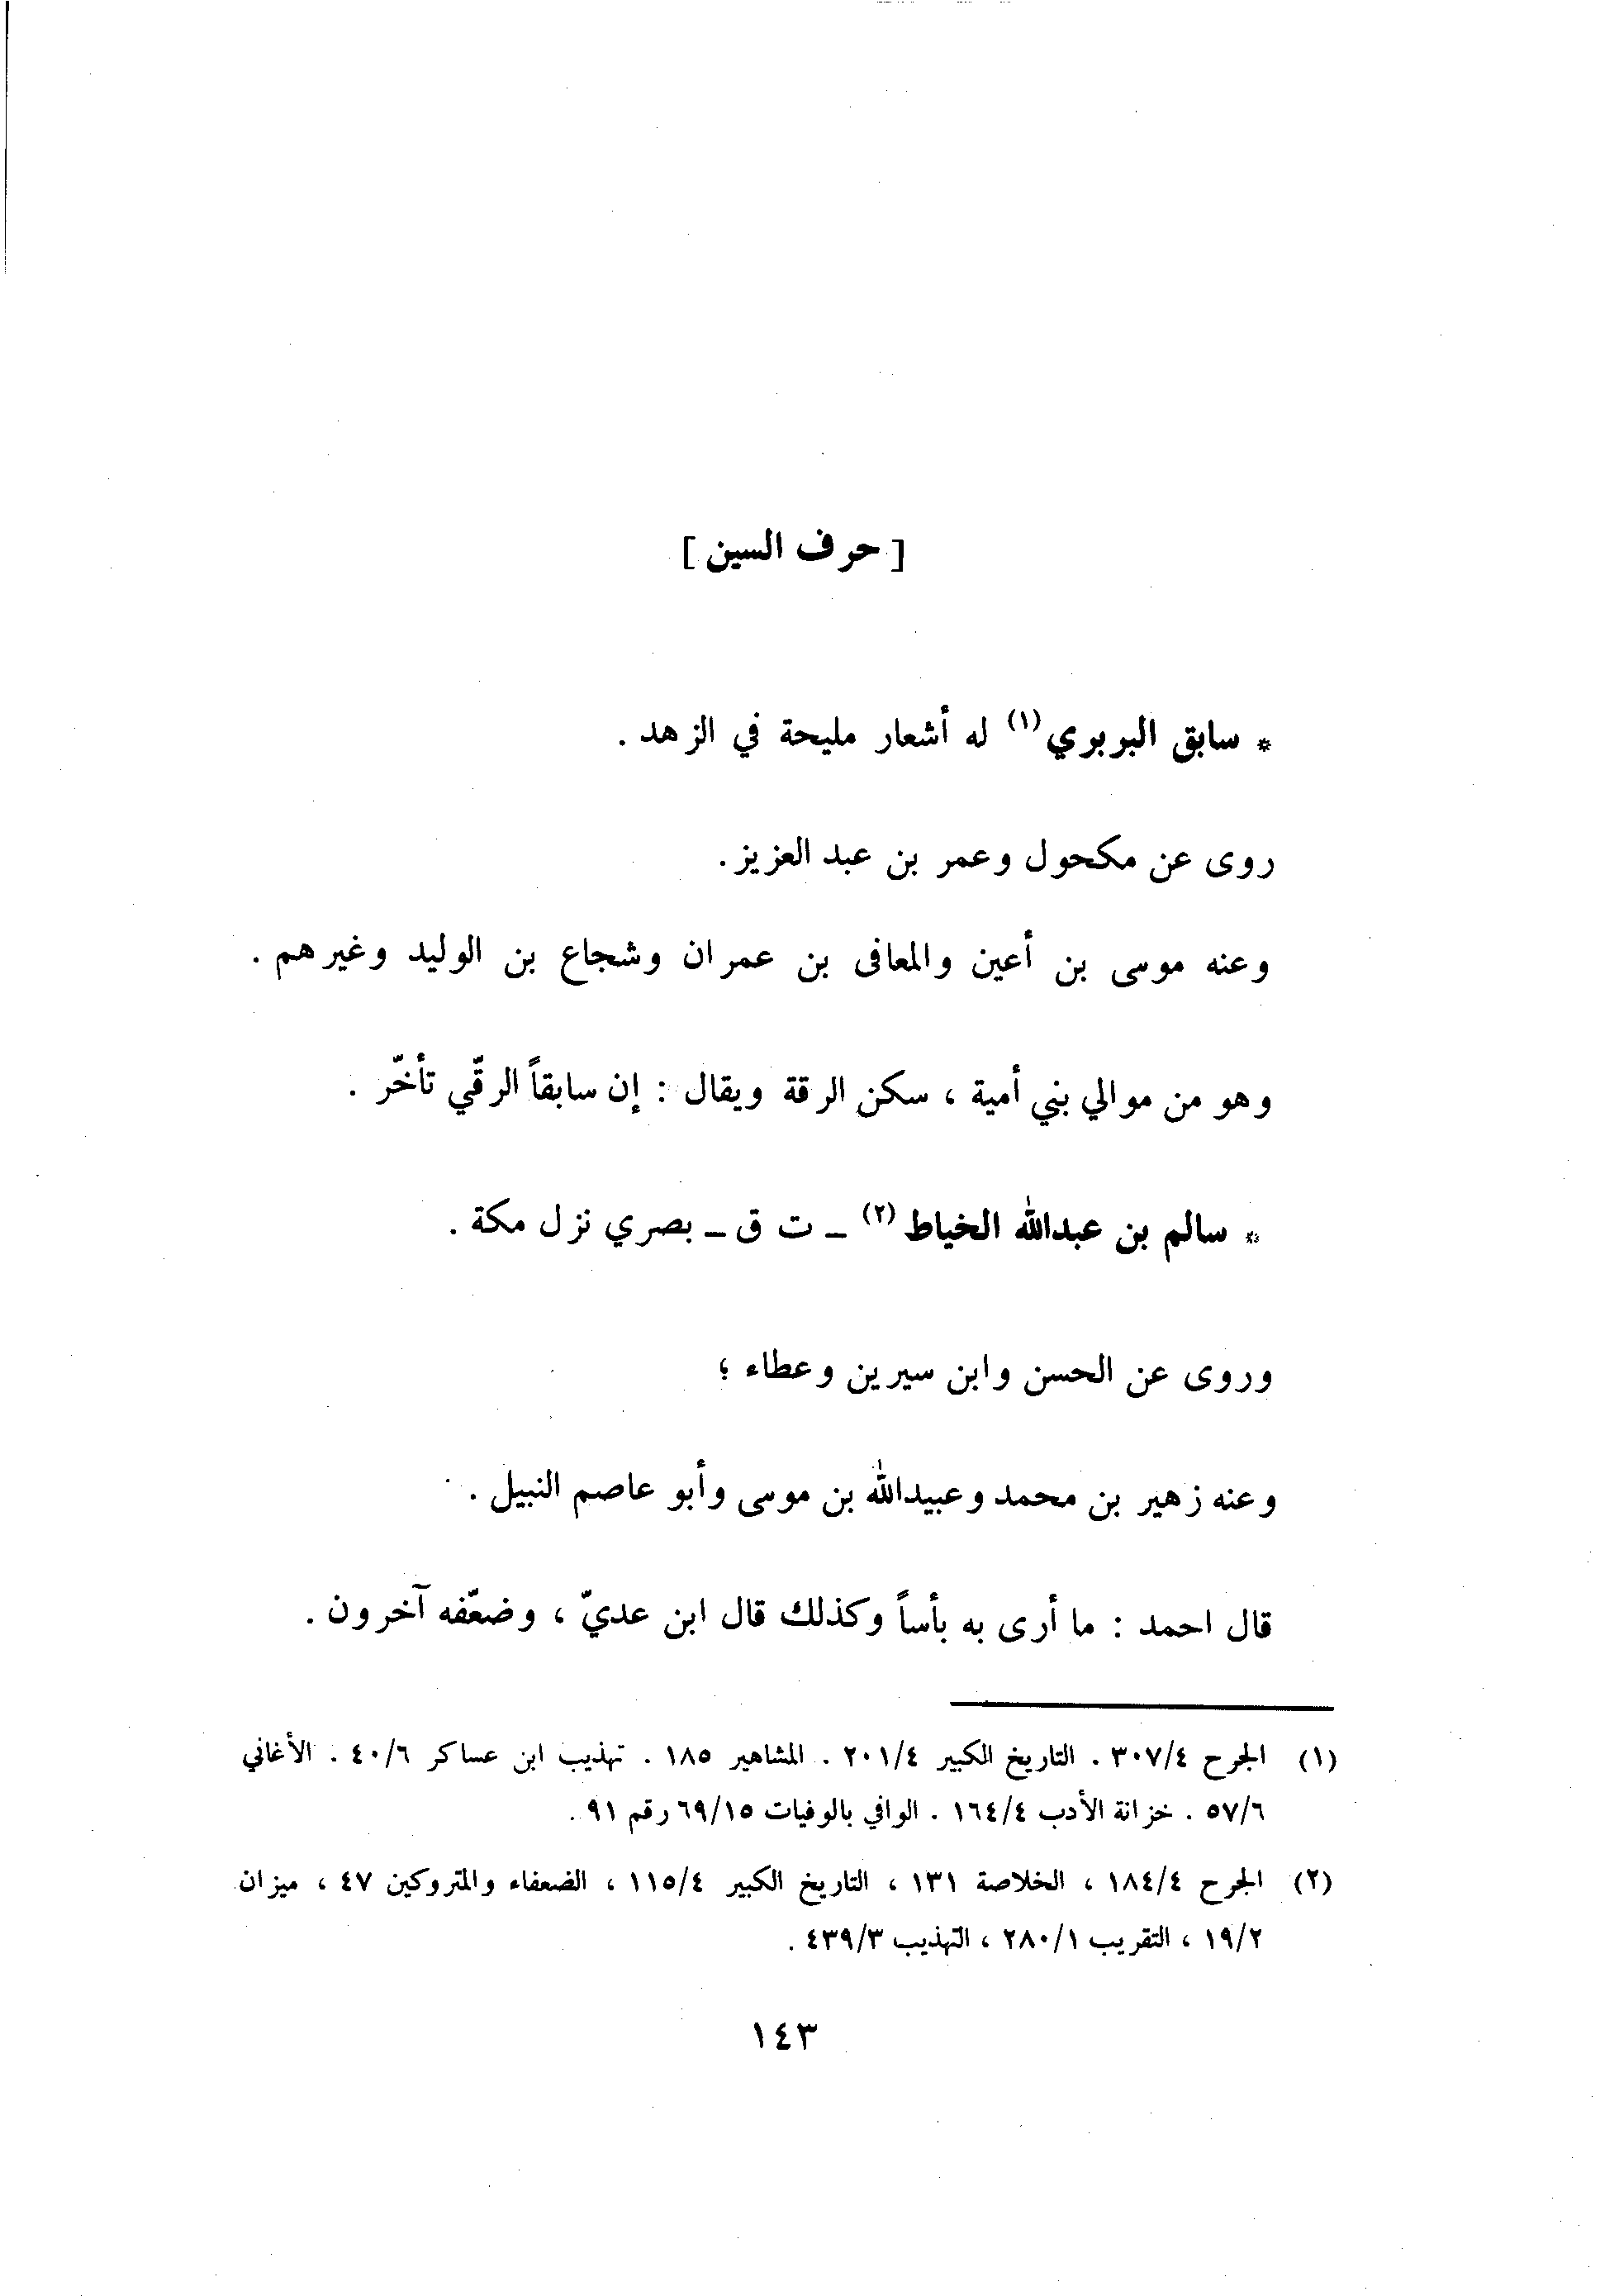 [ حرف السين ]
* سابق البربري (١) له أشعار مليحة في الزهد .
روى عن مكحول وعمر بن عبد العزيز .
وعنه موسى بن أعين والمعافى بن عمران وشجاع بن الوليد وغيرهم .
وهو من موالي بني أمية ، سكن الرقة ويقال : إن سابقاً الرقّي تأخّر .
* سالم بن عبدالله الخياط (٢) ـ ت ق ـ بصري نزل مكة .
وروى عن الحسن وابن سيرين وعطاء ؛
وعنه زهير بن محمد وعبيدالله بن موسى وأبو عاصم النبيل .
قال احمد : ما أرى به بأساً وكذلك قال ابن عديّ ، وضعّفه آخرون .
(١) الجرح ٣٠٧/٤ . التاريخ الكبير ٢٠١/٤ . المشاهير ١٨٥ . تهذيب ابن عساكر ٤٠/٦ . الأغاني
٥٧/٦ . خزانة الأدب ١٦٤/٤ . الوافي بالوفيات ٦٩/١٥ رقم ٩١ .
(٢) الجرح ١٨٤/٤ ، الخلاصة ١٣١ ، التاريخ الكبير ١١٥/٤ ، الضعفاء والمتروكين ٤٧ ، ميزان
١٩/٢ ، التقريب ٢٨٠/١ ، التهذيب ٤٣٩/٣ .
١٤٣